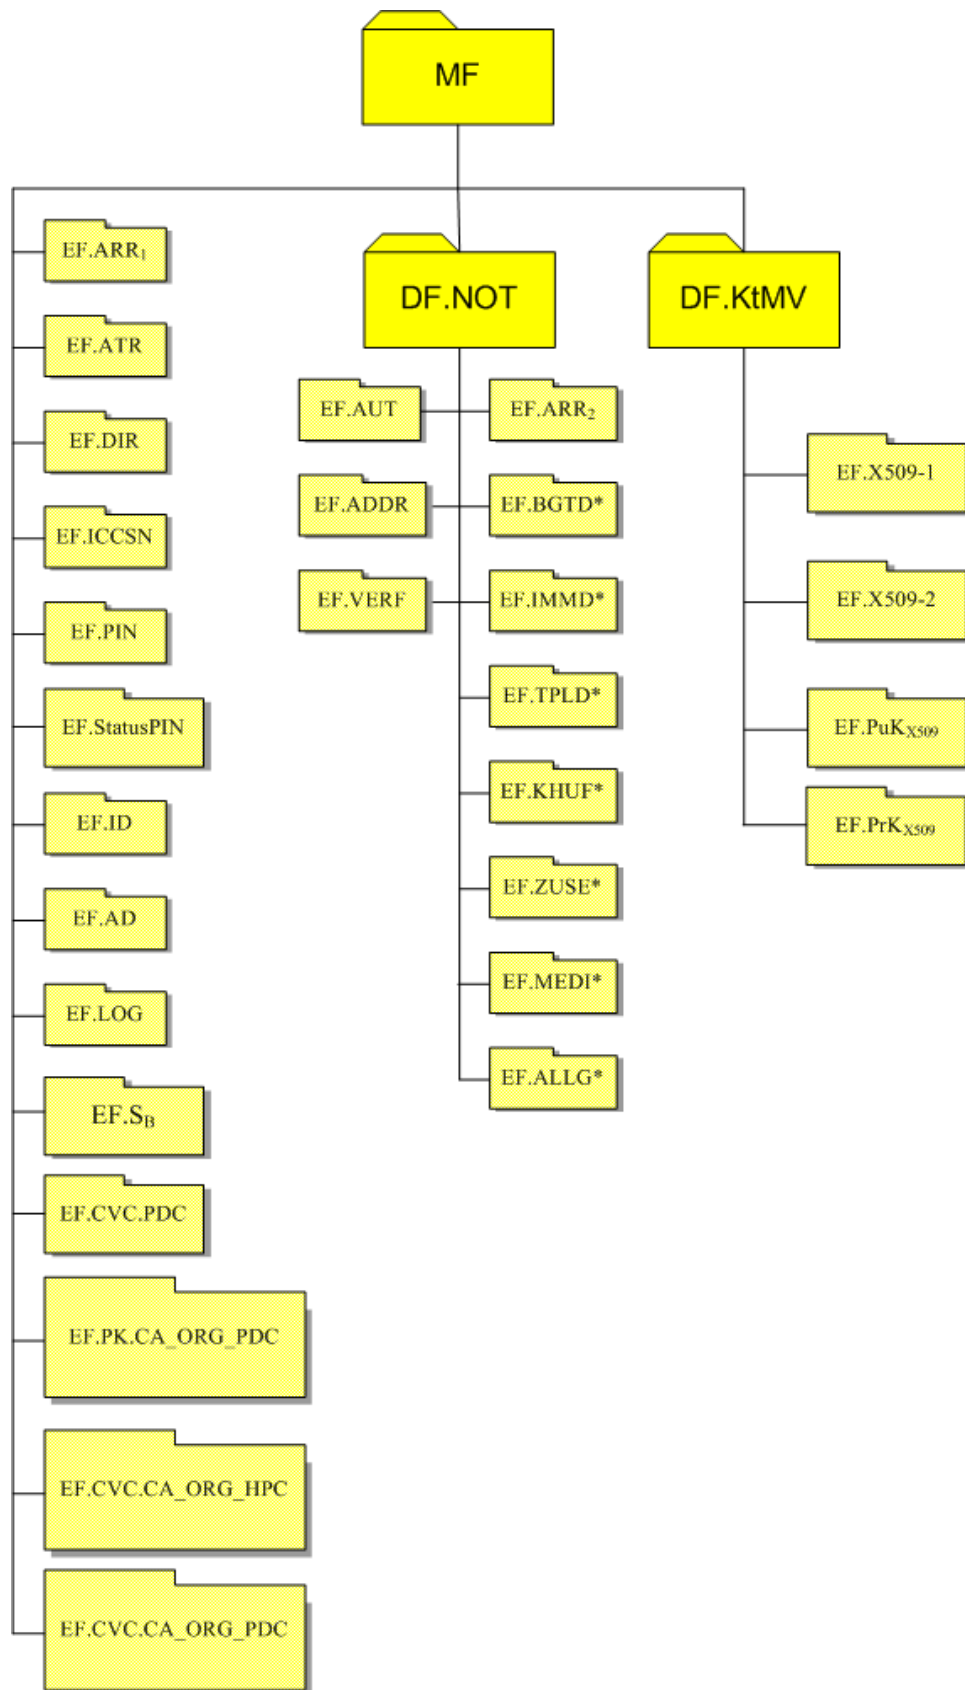 MF
EF.ARR₁
EF.ATR
EF.DIR
EF.ICCSN
EF.PIN
EF.StatusPIN
EF.ID
EF.AD
EF.LOG
EF.S_B
EF.CVC.PDC
EF.PK.CA_ORG_PDC
EF.CVC.CA_ORG_HPC
EF.CVC.CA_ORG_PDC
DF.NOT
EF.AUT
EF.ADDR
EF.VERF
EF.ARR₂
EF.BGTD*
EF.IMMD*
EF.TPLD*
EF.KHUF*
EF.ZUSE*
EF.MEDI*
EF.ALLG*
DF.KtMV
EF.X509-1
EF.X509-2
EF.PuK_X509
EF.PrK_X509